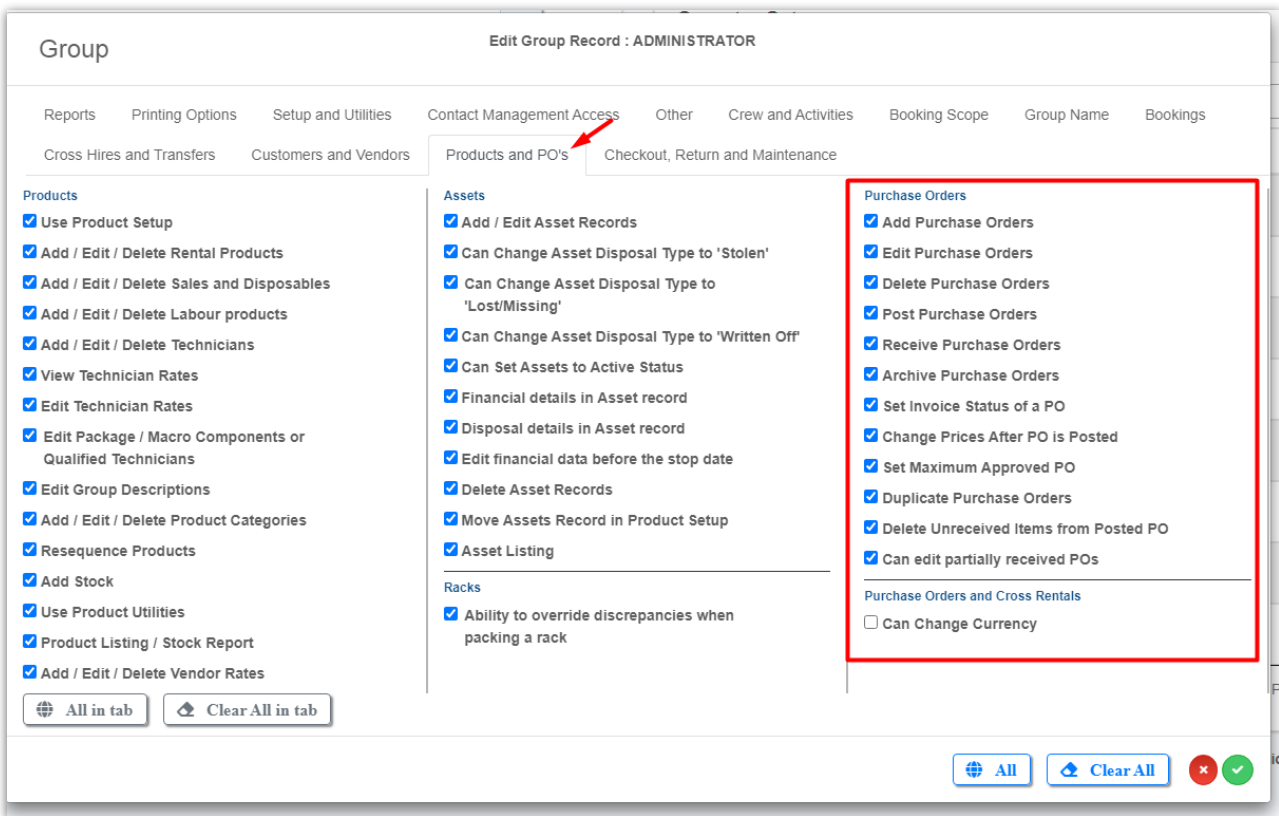 Group
Edit Group Record : ADMINISTRATOR
Reports Printing Options Setup and Utilities Contact Management Access Other Crew and Activities Booking Scope Group Name Bookings
Cross Hires and Transfers Customers and Vendors Products and PO's Checkout, Return and Maintenance
Products
Use Product Setup
Add / Edit / Delete Rental Products
Add / Edit / Delete Sales and Disposables
Add / Edit / Delete Labour products
Add / Edit / Delete Technicians
View Technician Rates
Edit Technician Rates
Edit Package / Macro Components or
Qualified Technicians
Edit Group Descriptions
Add / Edit / Delete Product Categories
Resequence Products
Add Stock
Use Product Utilities
Product Listing / Stock Report
Add / Edit / Delete Vendor Rates
Assets
Add / Edit Asset Records
Can Change Asset Disposal Type to 'Stolen'
Can Change Asset Disposal Type to
'Lost/Missing'
Can Change Asset Disposal Type to 'Written Off'
Can Set Assets to Active Status
Financial details in Asset record
Disposal details in Asset record
Edit financial data before the stop date
Delete Asset Records
Move Assets Record in Product Setup
Asset Listing
Racks
Ability to override discrepancies when
packing a rack
Purchase Orders
Add Purchase Orders
Edit Purchase Orders
Delete Purchase Orders
Post Purchase Orders
Receive Purchase Orders
Archive Purchase Orders
Set Invoice Status of a PO
Change Prices After PO is Posted
Set Maximum Approved PO
Duplicate Purchase Orders
Delete Unreceived Items from Posted PO
Can edit partially received POs
Purchase Orders and Cross Rentals
Can Change Currency
All in tab Clear All in tab
All Clear All